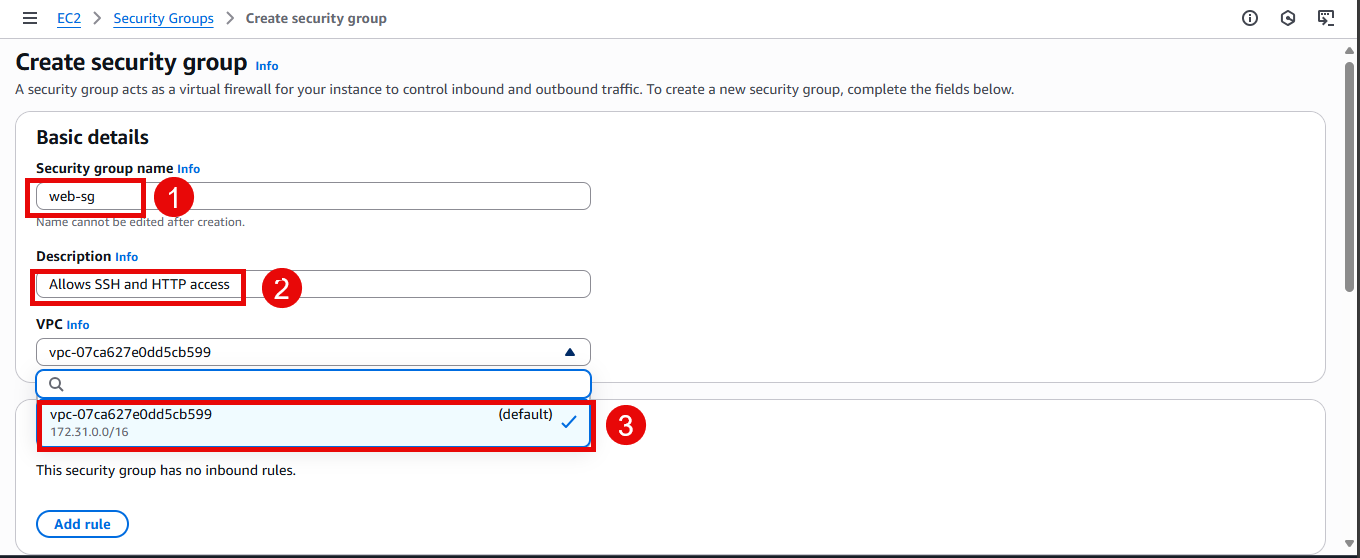 EC2 > Security Groups > Create security group
Create security group Info
A security group acts as a virtual firewall for your instance to control inbound and outbound traffic. To create a new security group, complete the fields below.
Basic details
Security group name Info
web-sg
1
Name cannot be edited after creation.
Description Info
Allows SSH and HTTP access
2
VPC Info
vpc-07ca627e0dd5cb599
vpc-07ca627e0dd5cb599 (default)
172.31.0.0/16
3
This security group has no inbound rules.
Add rule